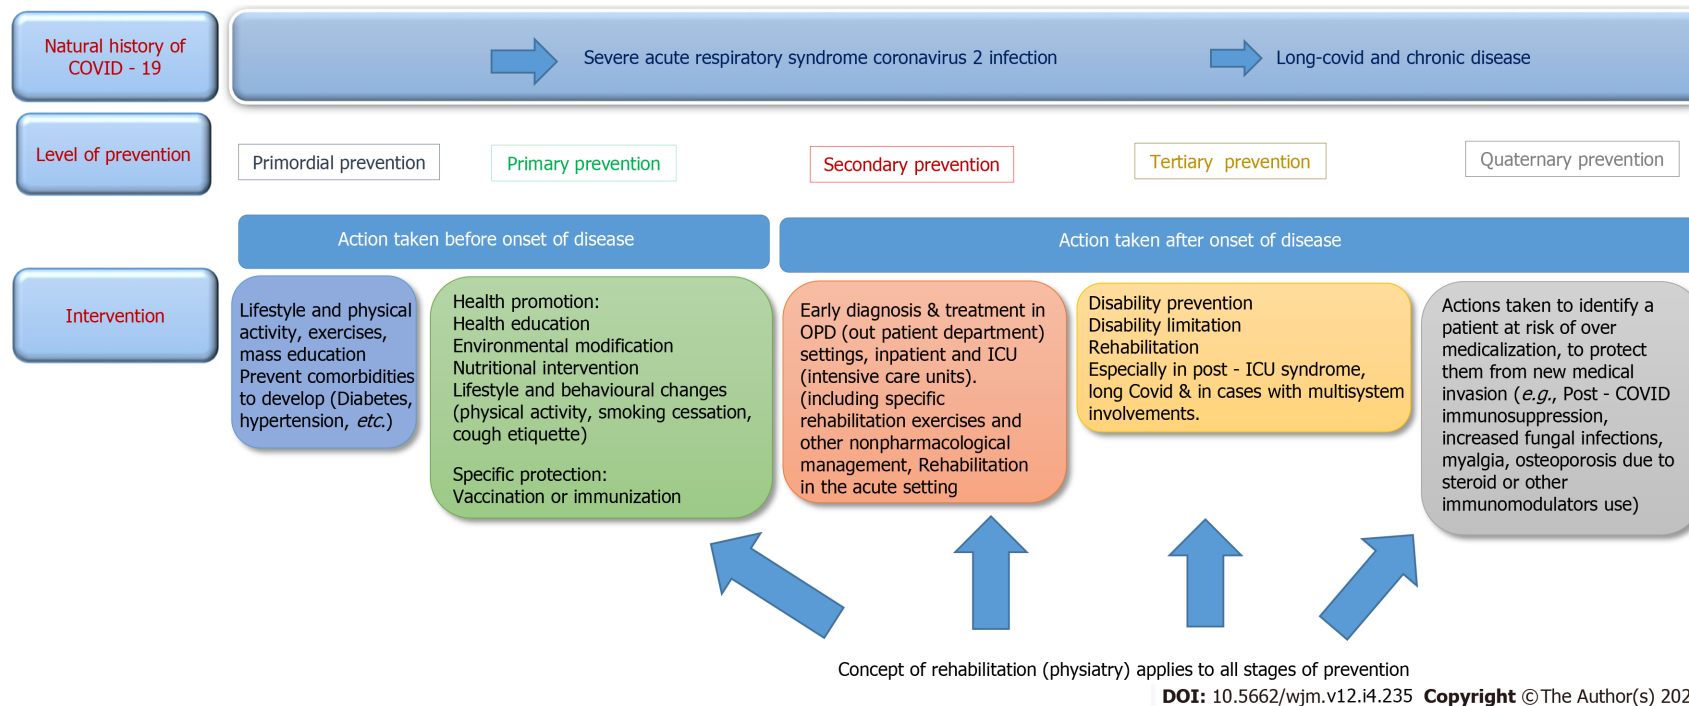 Natural history of
COVID - 19
Severe acute respiratory syndrome coronavirus 2 infection
Long-covid and chronic disease
Level of prevention
Primordial prevention
Primary prevention
Secondary prevention
Tertiary prevention
Quaternary prevention
Action taken before onset of disease
Action taken after onset of disease
Intervention
Lifestyle and physical
activity, exercises,
mass education
Prevent comorbidities
to develop (Diabetes,
hypertension, etc.)
Health promotion:
Health education
Environmental modification
Nutritional intervention
Lifestyle and behavioural changes
(physical activity, smoking cessation,
cough etiquette)
Specific protection:
Vaccination or immunization
Early diagnosis & treatment in
OPD (out patient department)
settings, inpatient and ICU
(intensive care units).
(including specific
rehabilitation exercises and
other nonpharmacological
management, Rehabilitation
in the acute setting
Disability prevention
Disability limitation
Rehabilitation
Especially in post - ICU syndrome,
long Covid & in cases with multisystem
involvements.
Actions taken to identify a
patient at risk of over
medicalization, to protect
them from new medical
invasion (e.g., Post - COVID
immunosuppression,
increased fungal infections,
myalgia, osteoporosis due to
steroid or other
immunomodulators use)
Concept of rehabilitation (physiatry) applies to all stages of prevention
DOI: 10.5662/wjm.v12.i4.235 Copyright ©The Author(s) 202